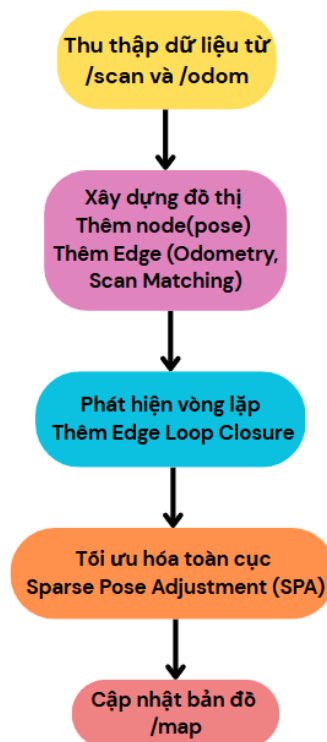 Thu thập dữ liệu từ
/scan và /odom
Xây dựng đồ thị
Thêm node(pose)
Thêm Edge (Odometry,
Scan Matching)
Phát hiện vòng lặp
Thêm Edge Loop Closure
Tối ưu hóa toàn cục
Sparse Pose Adjustment (SPA)
Cập nhật bản đồ
/map